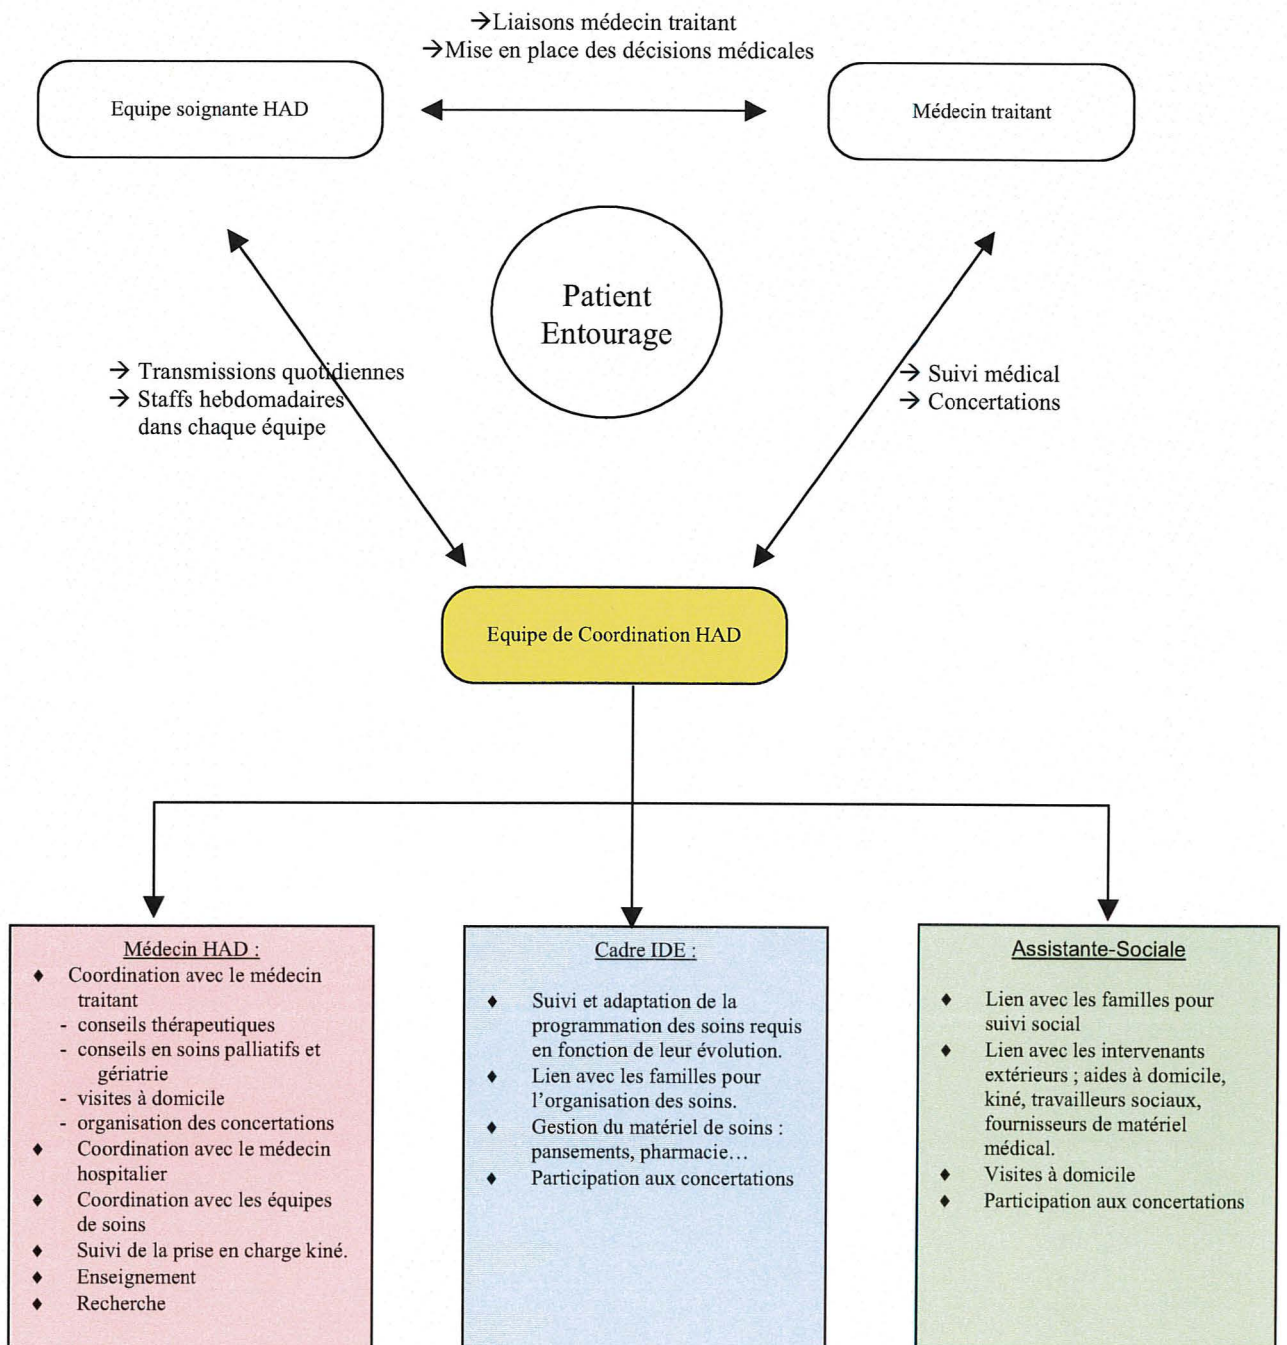 →Liaisons médecin traitant
→Mise en place des décisions médicales
Equipe soignante HAD
Médecin traitant
Patient
Entourage
→ Transmissions quotidiennes
→ Staffs hebdomadaires
dans chaque équipe
→ Suivi médical
→ Concertations
Equipe de Coordination HAD
Médecin HAD :
♦ Coordination avec le médecin
traitant
- conseils thérapeutiques
- conseils en soins palliatifs et
gériatrie
- visites à domicile
- organisation des concertations
♦ Coordination avec le médecin
hospitalier
♦ Coordination avec les équipes
de soins
♦ Suivi de la prise en charge kiné.
♦ Enseignement
♦ Recherche
Cadre IDE :
♦ Suivi et adaptation de la
programmation des soins requis
en fonction de leur évolution.
♦ Lien avec les familles pour
l’organisation des soins.
♦ Gestion du matériel de soins :
pansements, pharmacie…
♦ Participation aux concertations
Assistante-Sociale
♦ Lien avec les familles pour
suivi social
♦ Lien avec les intervenants
extérieurs ; aides à domicile,
kiné, travailleurs sociaux,
fournisseurs de matériel
médical.
♦ Visites à domicile
♦ Participation aux concertations